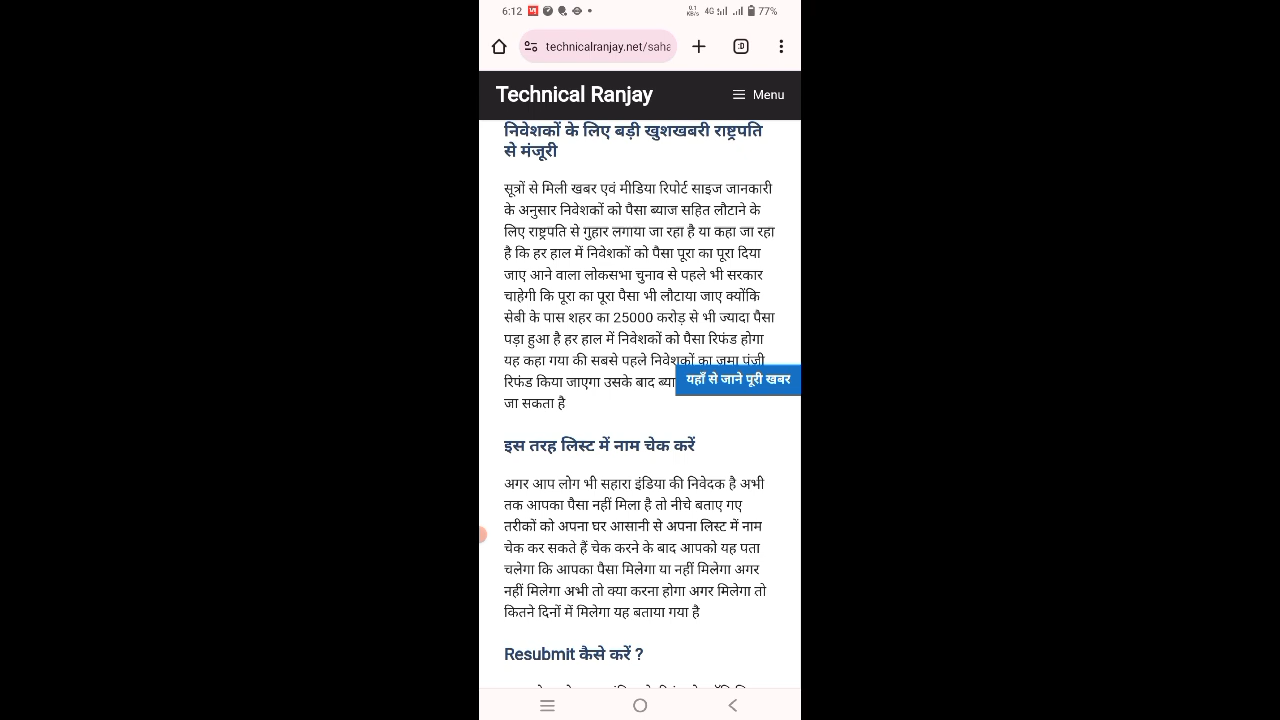 6:12
0.1 KB/s 4G 77%
technicalranjay.net/saha
:D
Technical Ranjay
Menu
निवेशकों के लिए बड़ी खुशखबरी राष्ट्रपति
से मंजूरी
सूत्रों से मिली खबर एवं मीडिया रिपोर्ट साइज जानकारी
के अनुसार निवेशकों को पैसा ब्याज सहित लौटाने के
लिए राष्ट्रपति से गुहार लगाया जा रहा है या कहा जा रहा
है कि हर हाल में निवेशकों को पैसा पूरा का पूरा दिया
जाए आने वाला लोकसभा चुनाव से पहले भी सरकार
चाहेगी कि पूरा का पूरा पैसा भी लौटाया जाए क्योंकि
सेबी के पास शहर का 25000 करोड़ से भी ज्यादा पैसा
पड़ा हुआ है हर हाल में निवेशकों को पैसा रिफंड होगा
यह कहा गया की सबसे पहले निवेशकों का जमा पूंजी
रिफंड किया जाएगा उसके बाद ब्या
यहाँ से जाने पूरी खबर
जा सकता है
इस तरह लिस्ट में नाम चेक करें
अगर आप लोग भी सहारा इंडिया की निवेदक है अभी
तक आपका पैसा नहीं मिला है तो नीचे बताए गए
तरीकों को अपना घर आसानी से अपना लिस्ट में नाम
चेक कर सकते हैं चेक करने के बाद आपको यह पता
चलेगा कि आपका पैसा मिलेगा या नहीं मिलेगा अगर
नहीं मिलेगा अभी तो क्या करना होगा अगर मिलेगा तो
कितने दिनों में मिलेगा यह बताया गया है
Resubmit कैसे करें ?